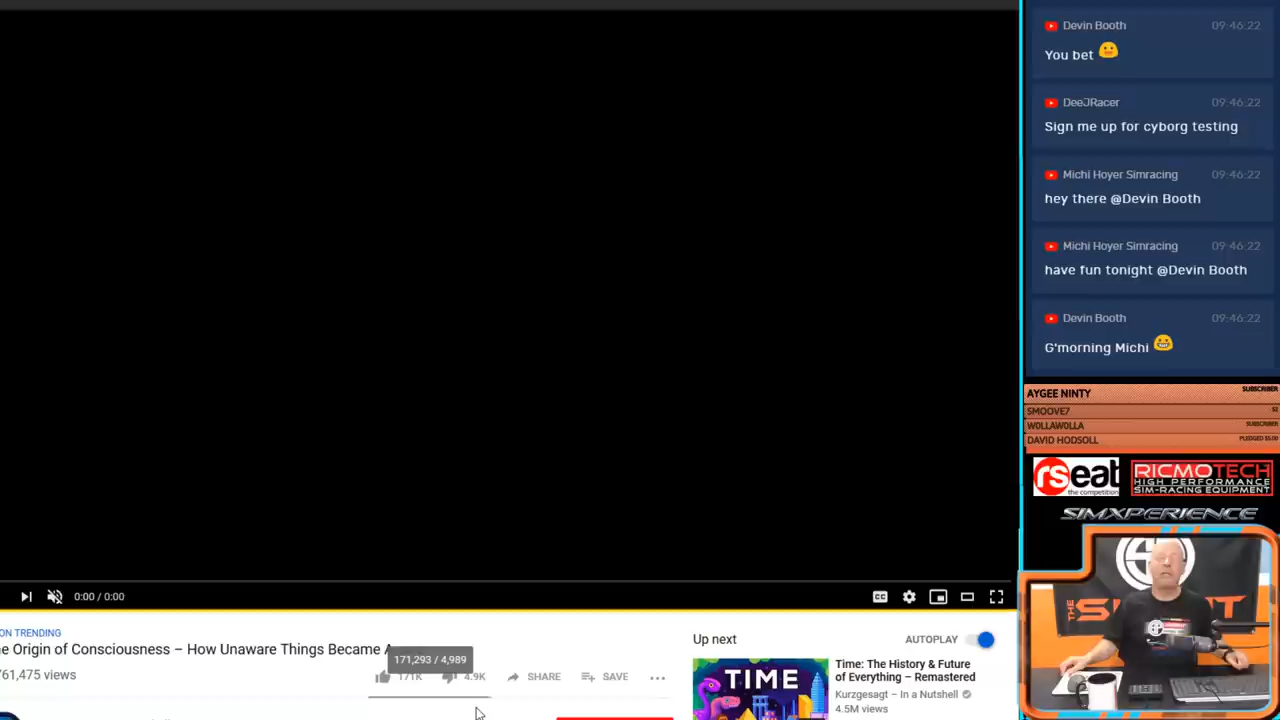 Devin Booth 09:46:22
You bet
DeeJRacer 09:46:22
Sign me up for cyborg testing
Michi Hoyer Simracing 09:46:22
hey there @Devin Booth
Michi Hoyer Simracing 09:46:22
have fun tonight @Devin Booth
Devin Booth 09:46:22
G'morning Michi
AYGEE NINTY SUBSCRIBER
SMOOVE7
W0LLAW0LLA SUBSCRIBER
DAVID HODSOLL PLEDGED
rseat
the competition
RICMOTECH
HIGH PERFORMANCE
SIM-RACING EQUIPMENT
SIMXPERIENCE
THE
0:00 / 0:00
CC
ON TRENDING
e Origin of Consciousness – How Unaware Things Became A
171,293 / 4,989
761,475 views
171K
4.9K
SHARE
SAVE
Up next
AUTOPLAY
TIME
Time: The History & Future
of Everything – Remastered
Kurzgesagt – In a Nutshell
4.5M views